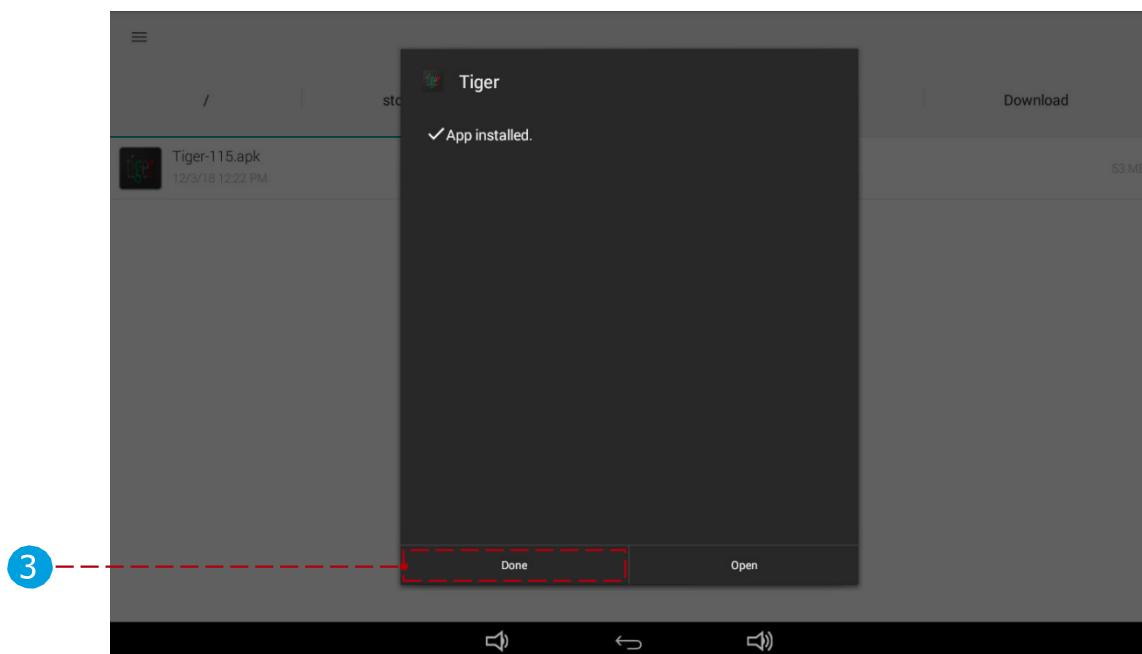 Tiger
/
sto
Download
App installed.
Tiger-115.apk
12/3/18 12:22 PM
53 M
3
Done
Open